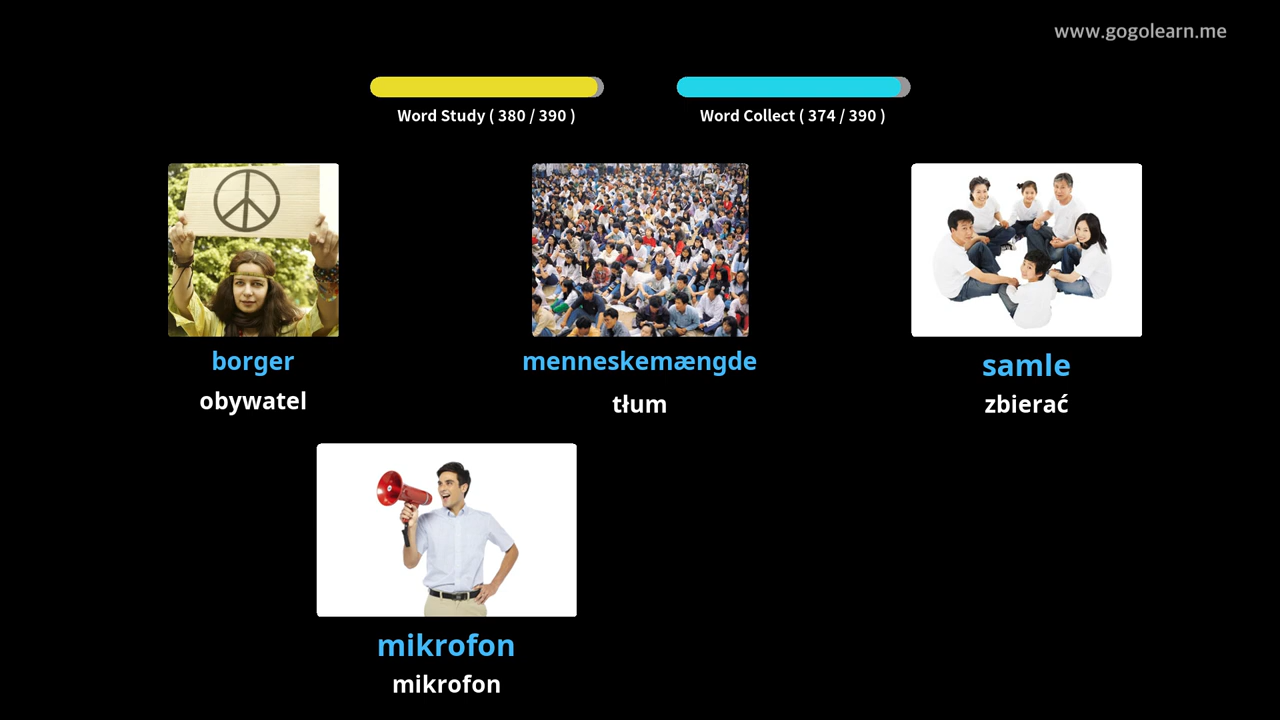 www.gogolearn.me
Word Study ( 380 / 390 )
Word Collect ( 374 / 390 )
borger
obywatel
menneskemængde
tłum
samle
zbierać
mikrofon
mikrofon